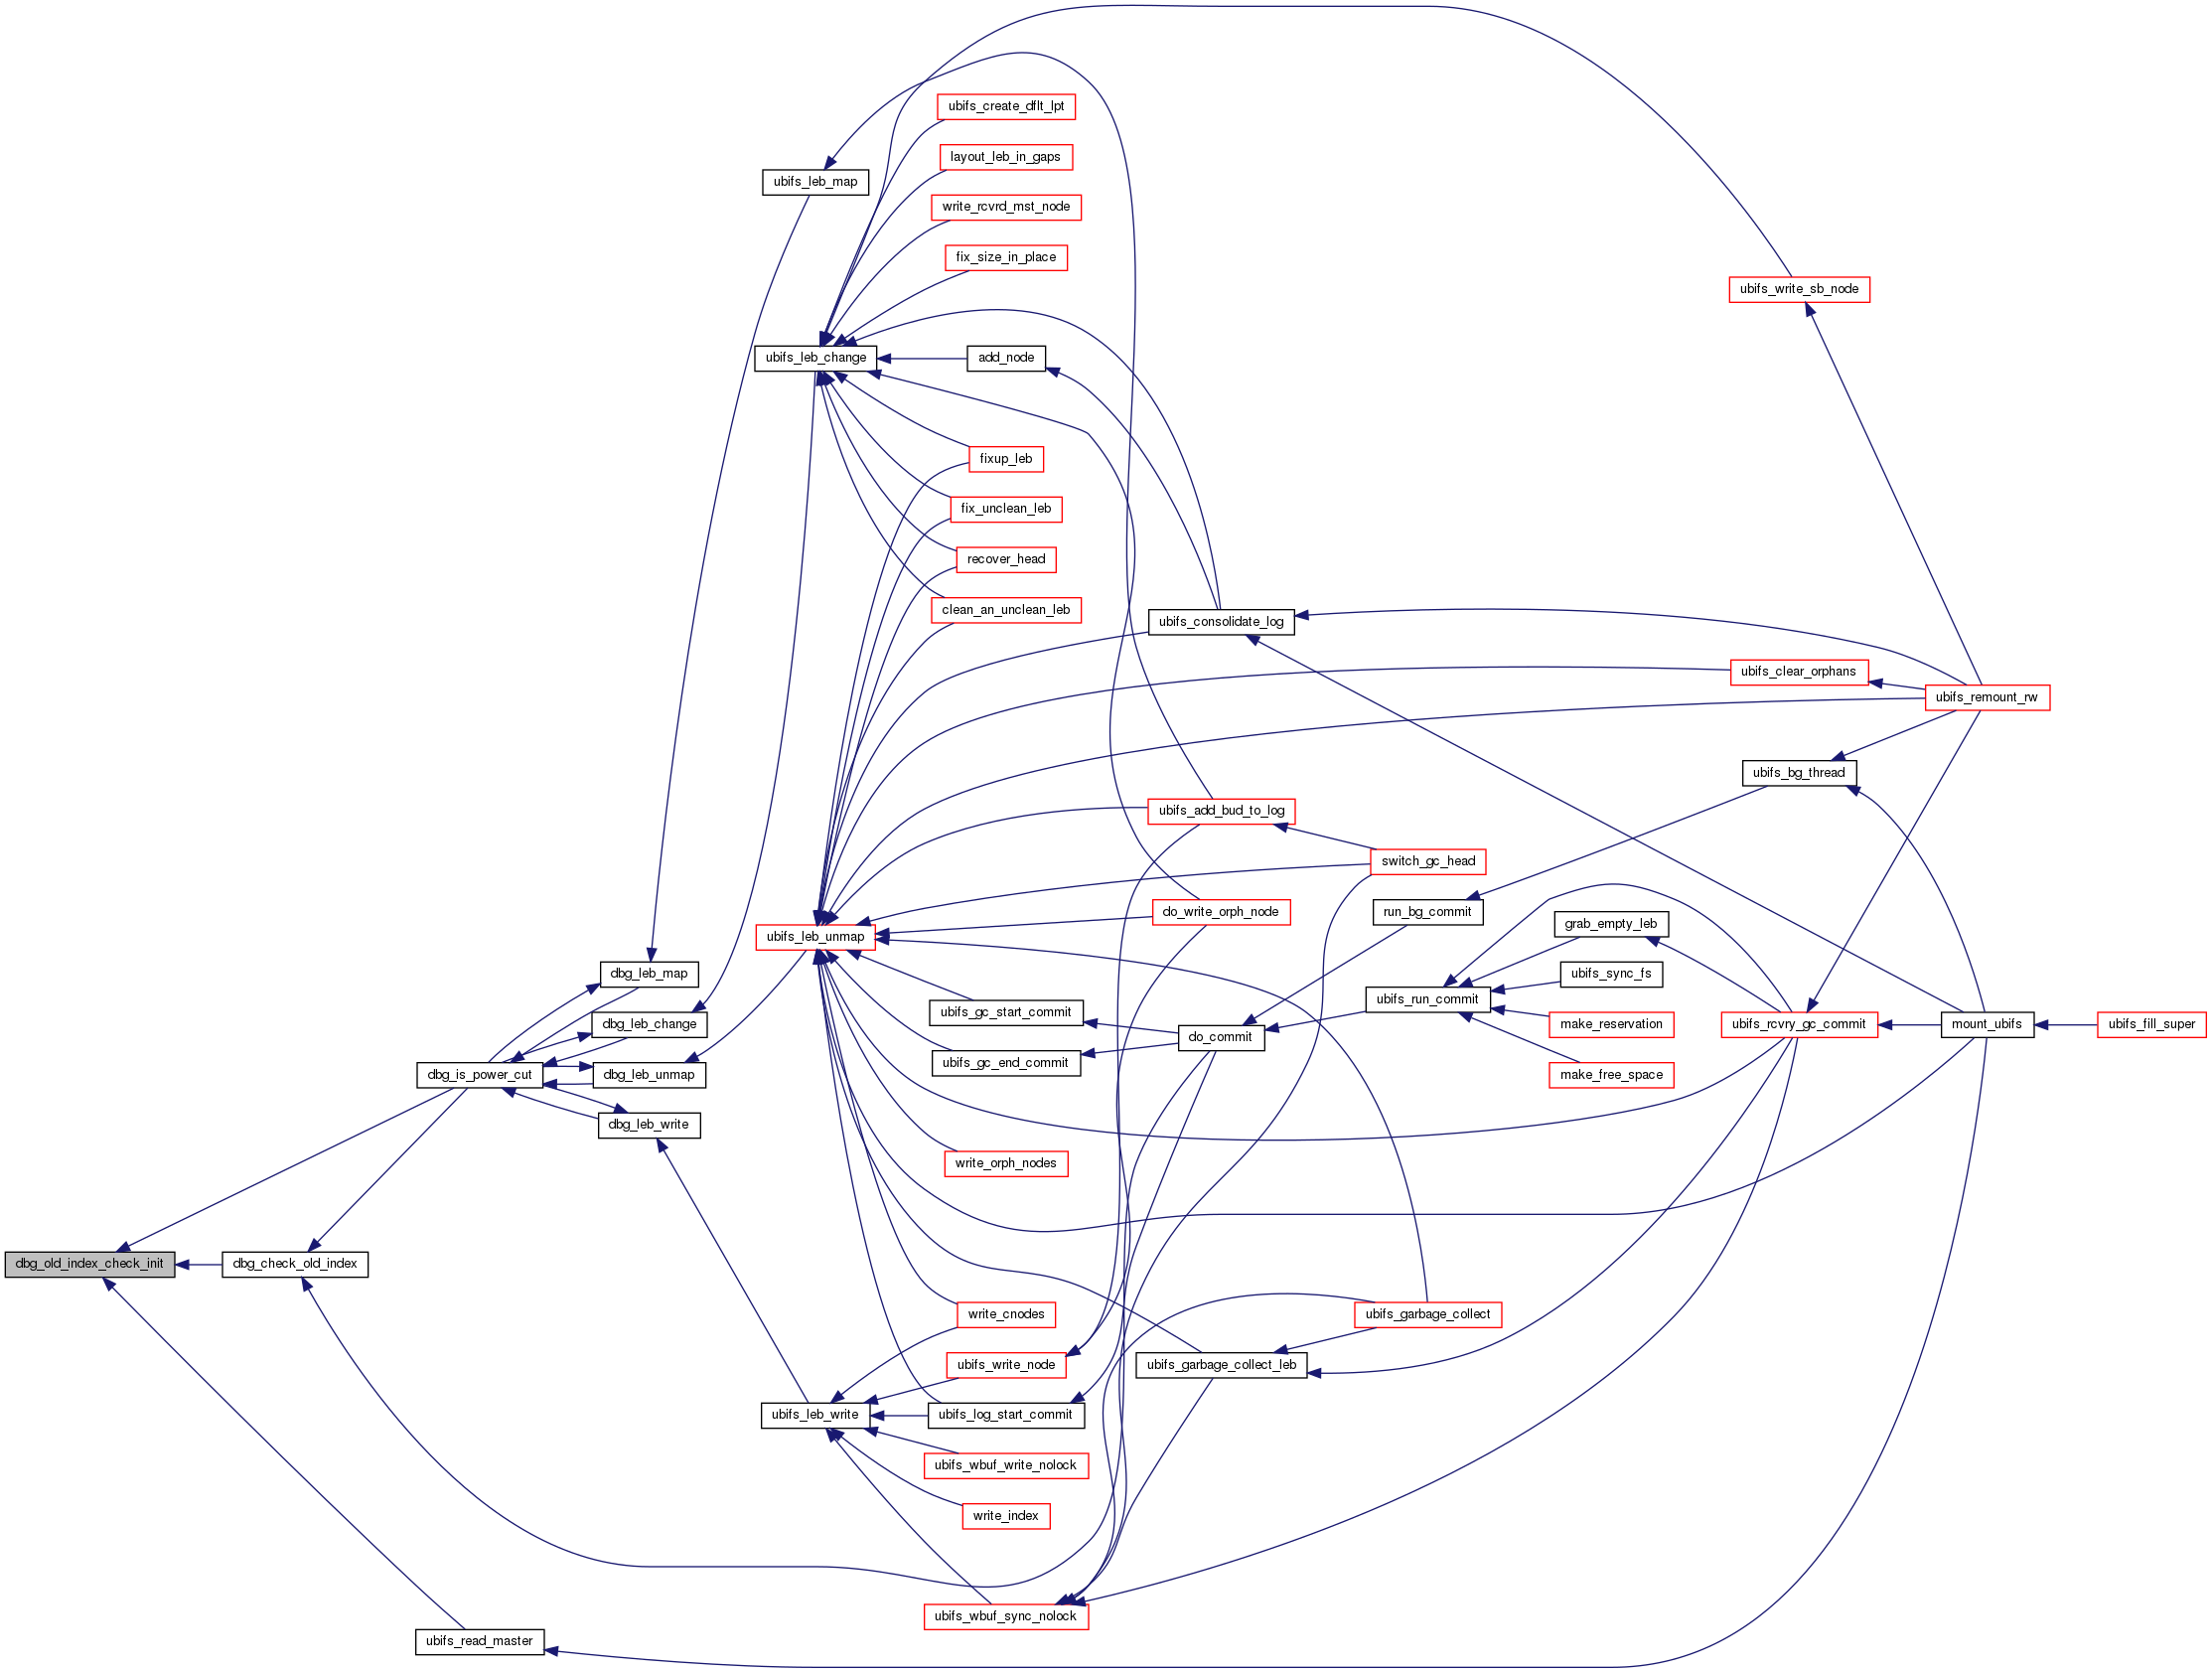 ubifs_create_dflt_lpt
layout_leb_in_gaps
ubifs_leb_map
write_rcvrd_mst_node
fix_size_in_place
ubifs_write_sb_node
ubifs_leb_change
add_node
fixup_leb
fix_unclean_leb
recover_head
clean_an_unclean_leb
ubifs_consolidate_log
ubifs_clear_orphans
ubifs_remount_rw
ubifs_bg_thread
ubifs_add_bud_to_log
switch_gc_head
do_write_orph_node
run_bg_commit
grab_empty_leb
ubifs_leb_unmap
dbg_leb_map
ubifs_sync_fs
ubifs_run_commit
ubifs_gc_start_commit
dbg_leb_change
make_reservation
ubifs_rcvry_gc_commit
mount_ubifs
ubifs_fill_super
do_commit
ubifs_gc_end_commit
dbg_is_power_cut
dbg_leb_unmap
make_free_space
dbg_leb_write
write_orph_nodes
dbg_old_index_check_init
dbg_check_old_index
write_cnodes
ubifs_garbage_collect
ubifs_write_node
ubifs_garbage_collect_leb
ubifs_leb_write
ubifs_log_start_commit
ubifs_wbuf_write_nolock
write_index
ubifs_wbuf_sync_nolock
ubifs_read_master